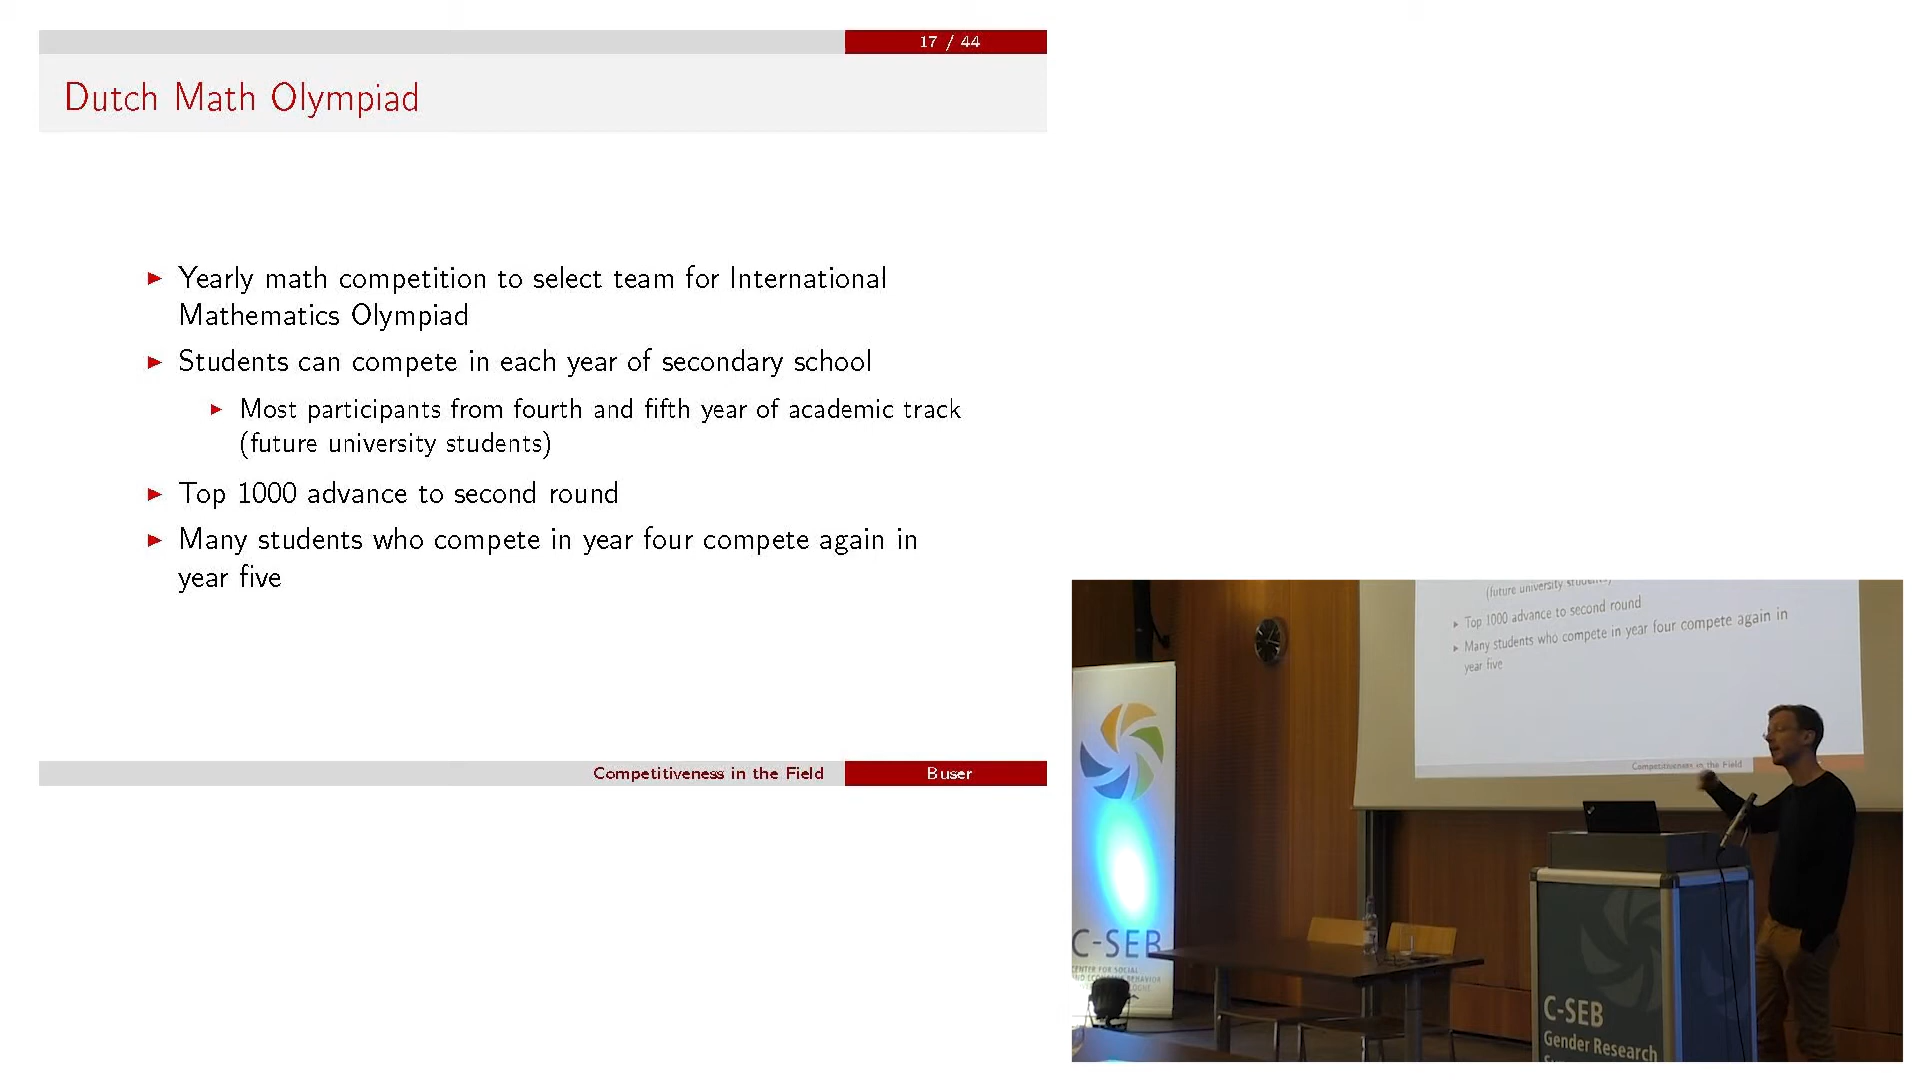 17 / 44
Dutch Math Olympiad
Yearly math competition to select team for International
Mathematics Olympiad
Students can compete in each year of secondary school
Most participants from fourth and fifth year of academic track
(future university students)
Top 1000 advance to second round
Many students who compete in year four compete again in
year five
Competitiveness in the Field
Buser
(future university students)
Top 1000 advance to second round
Many students who compete in year four compete again in
year five
Competitiveness in the Field
C-SEB
CENTER FOR SOCIAL
ND ECONOMIC BEHAVIOR
C-SEB
Gender Research